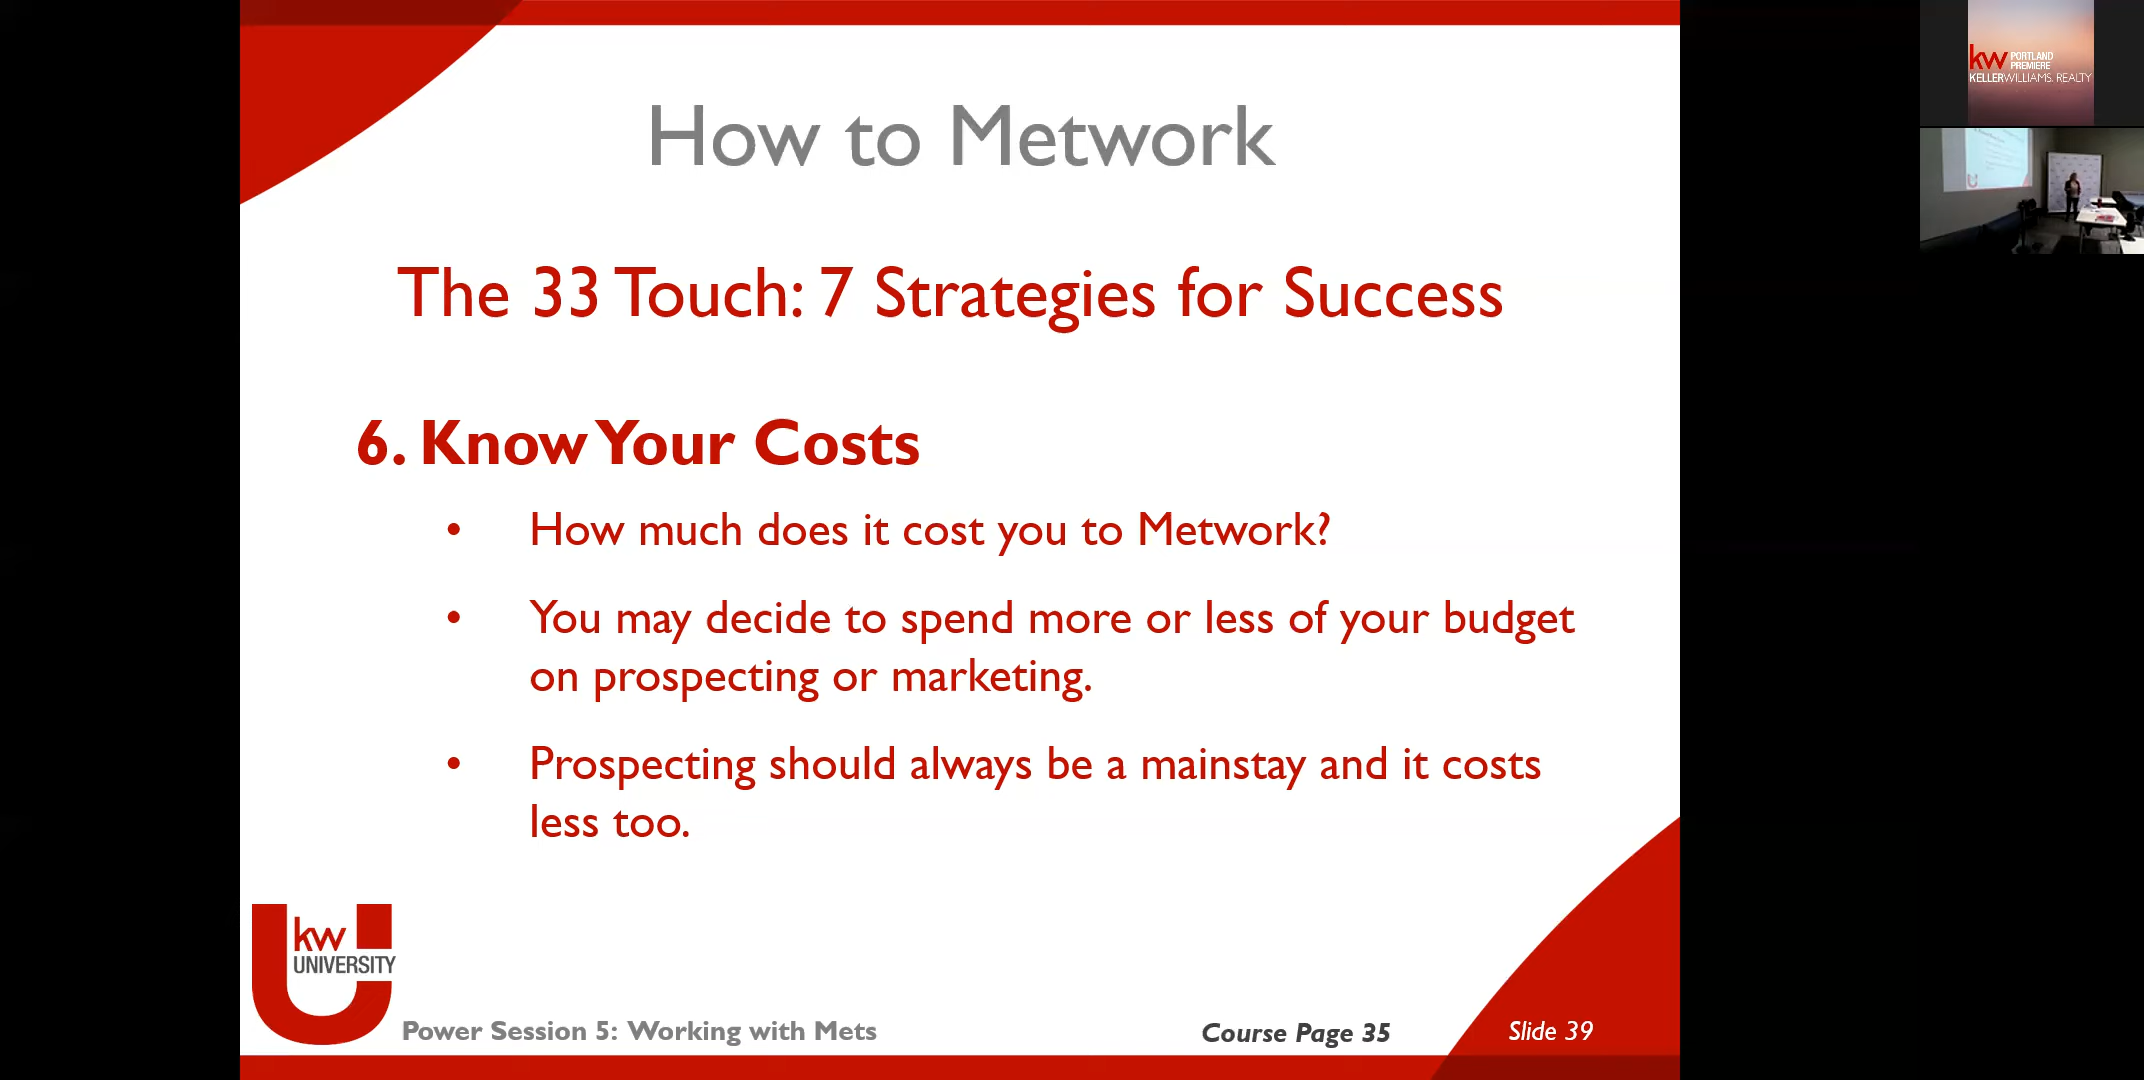 How to Metwork
The 33 Touch: 7 Strategies for Success
6. Know Your Costs
• How much does it cost you to Metwork?
• You may decide to spend more or less of your budget
on prospecting or marketing.
• Prospecting should always be a mainstay and it costs
less too.
kw
UNIVERSITY
Power Session 5: Working with Mets
Course Page 35
Slide 39
kw PORTLAND
PREMIERE
KELLERWILLIAMS. REALTY